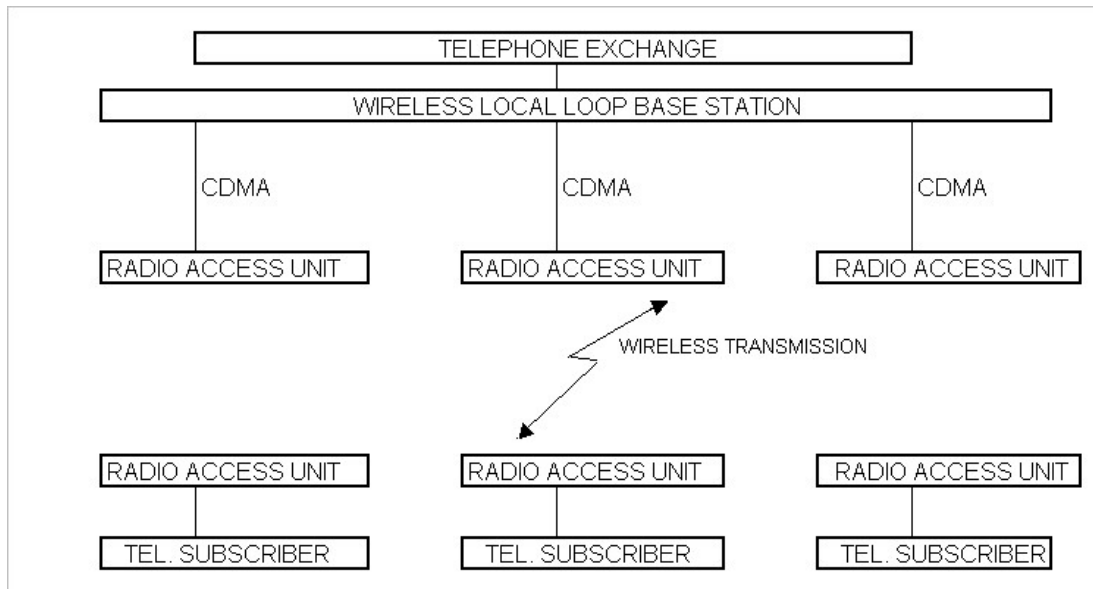 TELEPHONE EXCHANGE
WIRELESS LOCAL LOOP BASE STATION
CDMA CDMA CDMA
RADIO ACCESS UNIT RADIO ACCESS UNIT RADIO ACCESS UNIT
WIRELESS TRANSMISSION
RADIO ACCESS UNIT RADIO ACCESS UNIT RADIO ACCESS UNIT
TEL. SUBSCRIBER TEL. SUBSCRIBER TEL. SUBSCRIBER